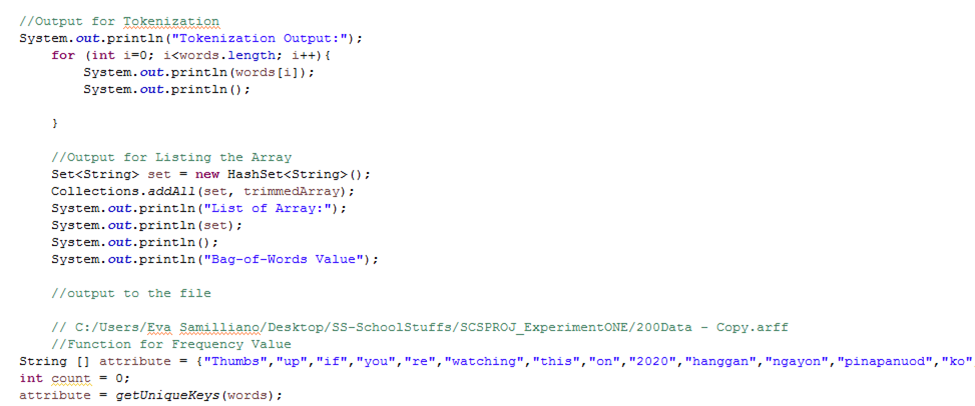 //Output for Tokenization
System.out.println("Tokenization Output:");
for (int i=0; i<words.length; i++){
System.out.println(words[i]);
System.out.println();
}
//Output for Listing the Array
Set<String> set = new HashSet<String>();
Collections.addAll(set, trimmedArray);
System.out.println("List of Array:");
System.out.println(set);
System.out.println();
System.out.println("Bag-of-Words Value");
//output to the file
// C:/Users/Eva Samilliano/Desktop/SS-SchoolStuffs/SCSPROJ_ExperimentONE/200Data - Copy.arff
//Function for Frequency Value
String [] attribute = {"Thumbs","up","if","you","re","watching","this","on","2020","hanggan","ngayon","pinapanuod","ko"
int count = 0;
attribute = getUniqueKeys(words);